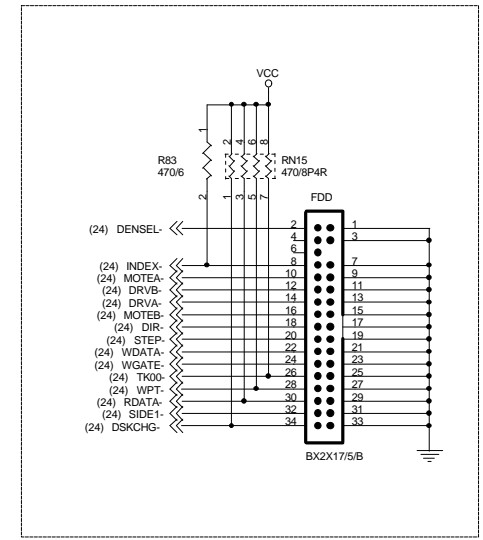 VCC
1
2
4
6
8
R83
470/6
RN15
470/8P4R
2
1
3
5
7
FDD
(24) DENSEL-
2
1
4
3
6
(24) INDEX-
8
7
(24) MOTEA-
10
9
(24) DRVB-
12
11
(24) DRVA-
14
13
(24) MOTEB-
16
15
(24) DIR-
18
17
(24) STEP-
20
19
(24) WDATA-
22
21
(24) WGATE-
24
23
(24) TK00-
26
25
(24) WPT-
28
27
(24) RDATA-
30
29
(24) SIDE1-
32
31
(24) DSKCHG-
34
33
BX2X17/5/B